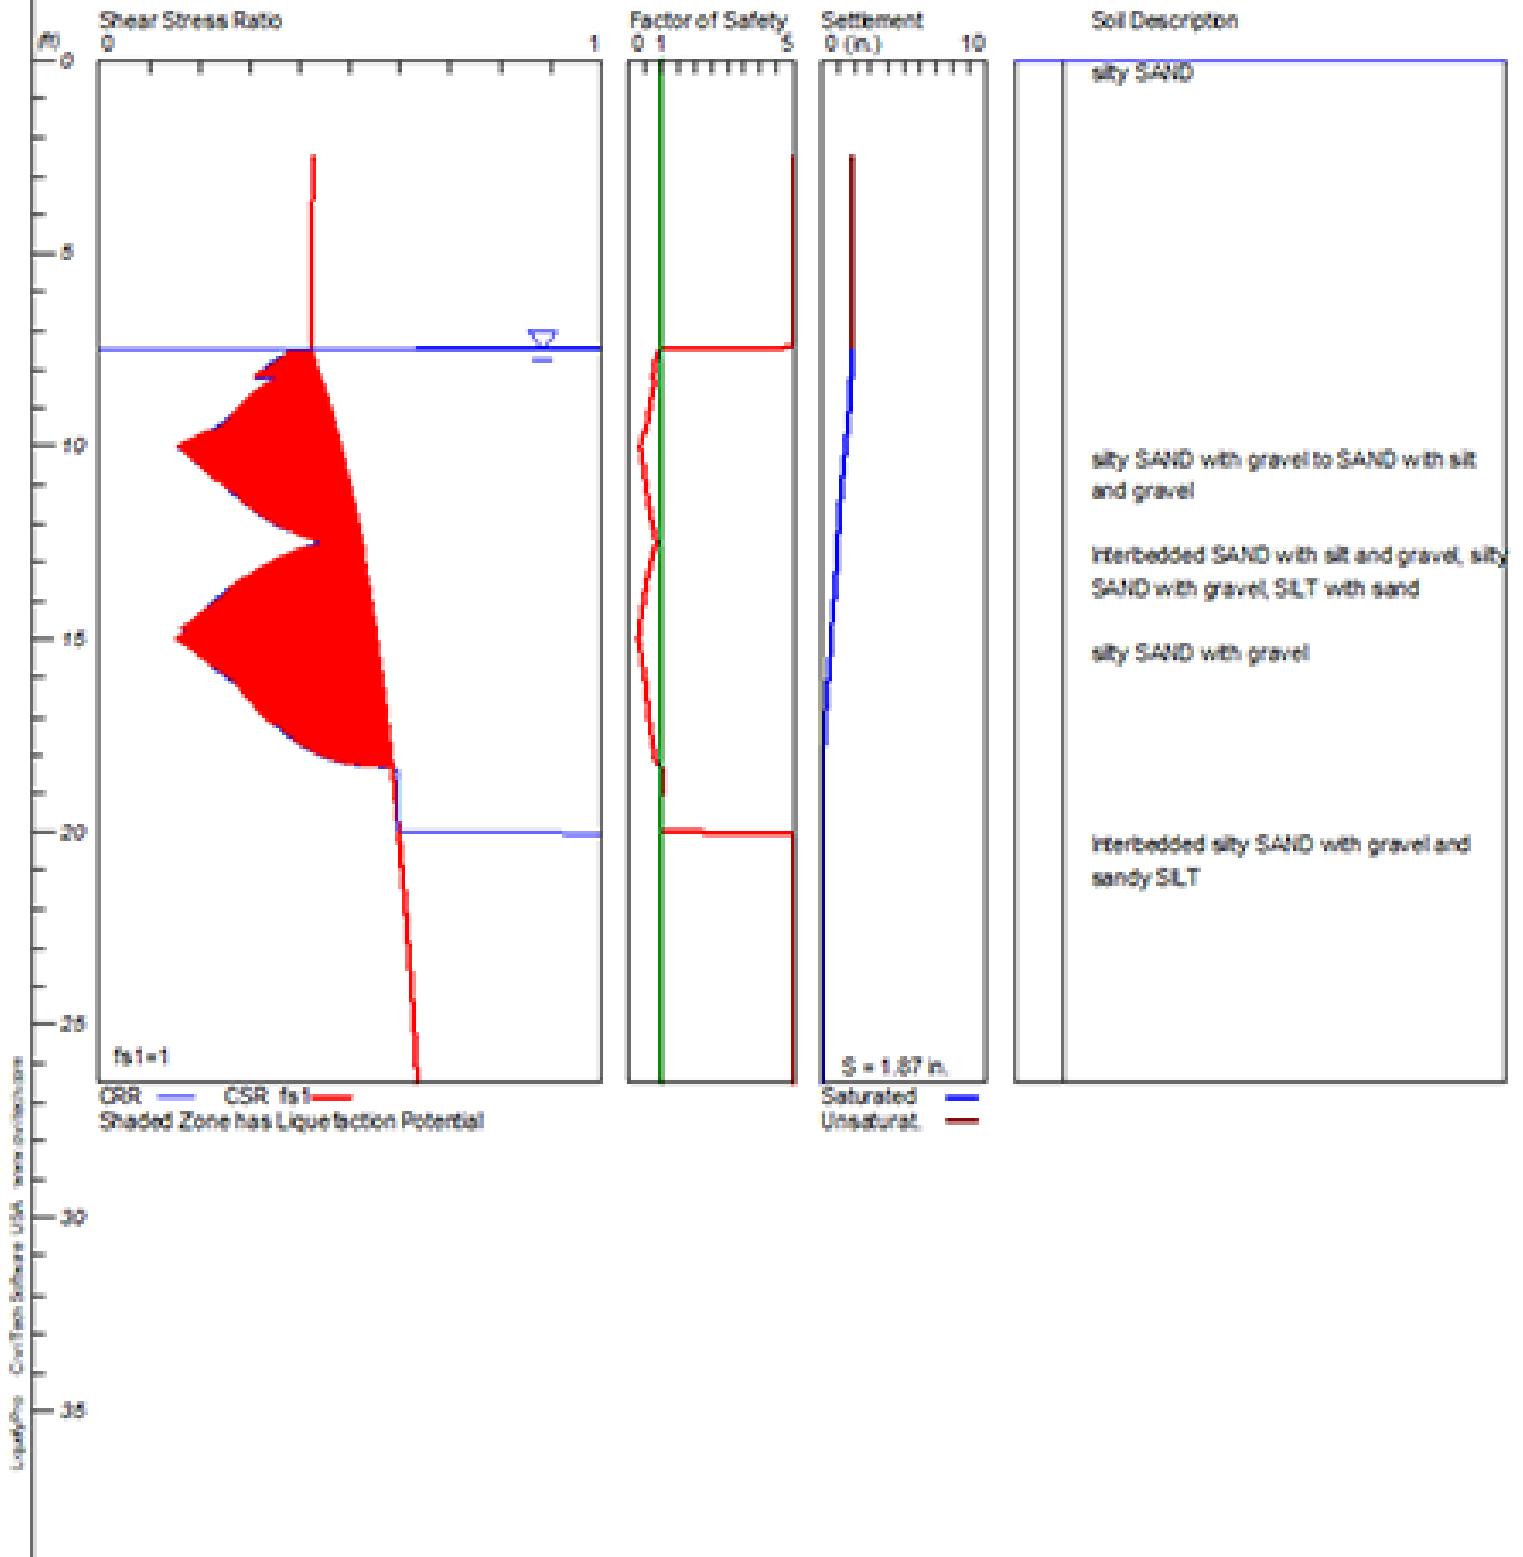 Shear Stress Ratio
Factor of Safety
Settlement
Soil Description
(ft)
0
1
0 1
5
0 (in.)
10
0
silty SAND
5
10
silty SAND with gravel to SAND with silt
and gravel
Interbedded SAND with silt and gravel, silty
SAND with gravel, SILT with sand
15
silty SAND with gravel
20
Interbedded silty SAND with gravel and
sandy SILT
25
fs1=1
S = 1.87 in.
CRR
CSR fs1
Shaded Zone has Liquefaction Potential
Saturated
Unsaturat.
30
35
LiquefyPro CivilTech Software USA www.civiltech.com